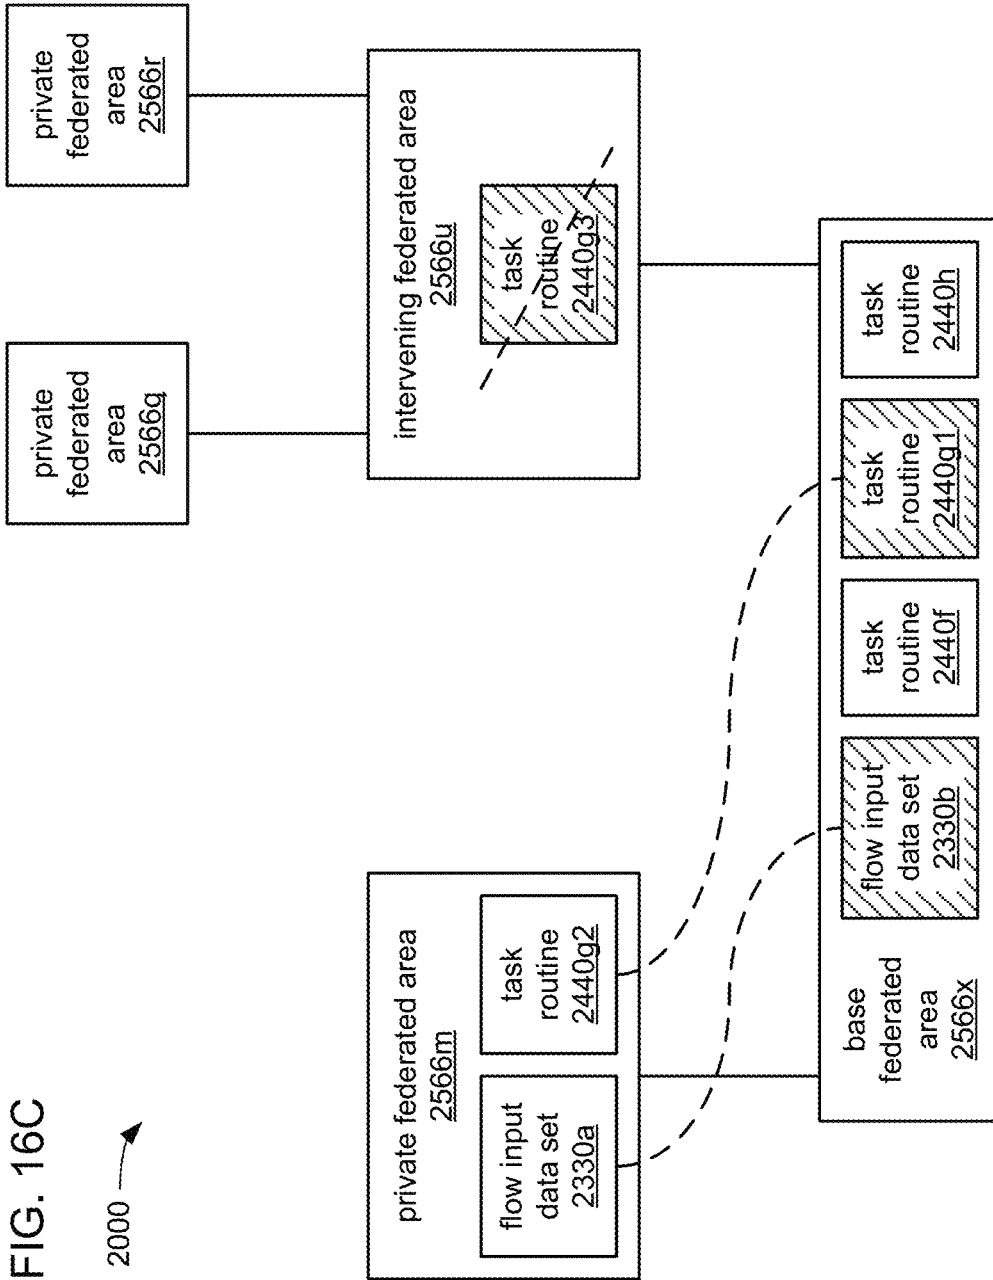 FIG. 16C
2000
private federated area
2566m
flow input
data set
2330a
task
routine
2440g2
private
federated
area
2566q
private
federated
area
2566r
intervening federated area
2566u
task
routine
2440g3
base
federated
area
2566x
flow input
data set
2330b
task
routine
2440f
task
routine
2440g1
task
routine
2440h